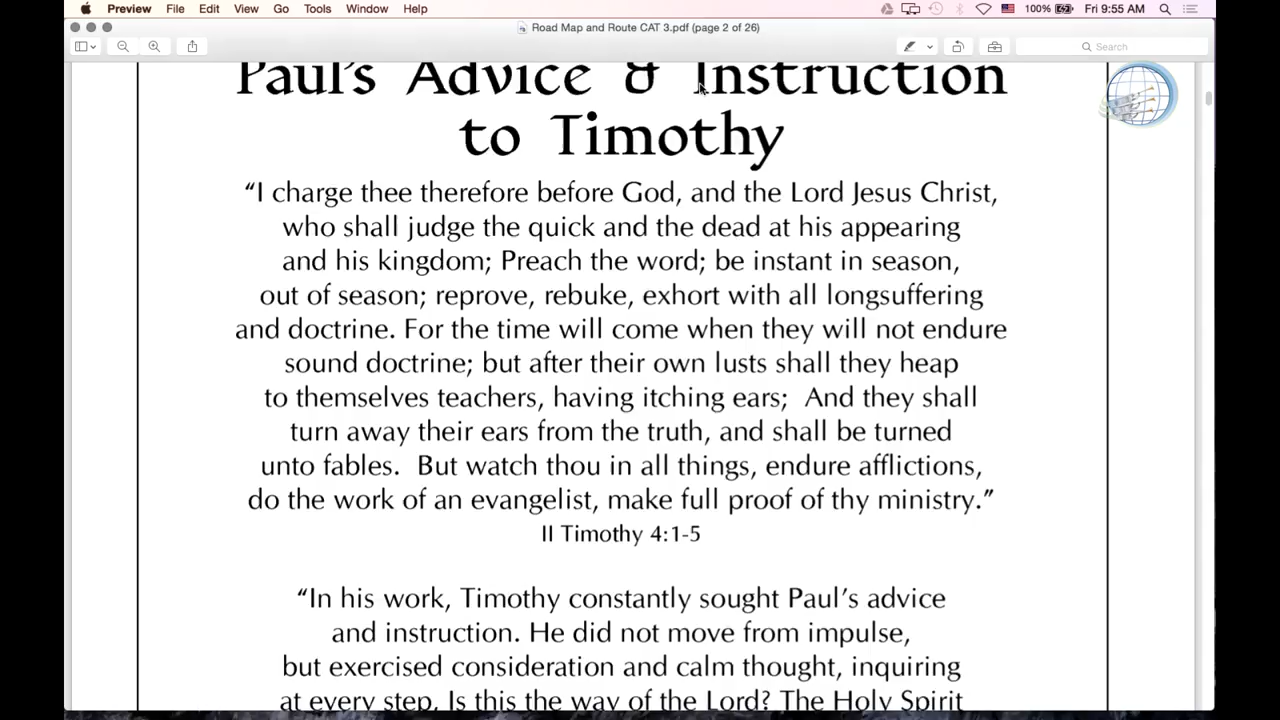 Preview File Edit View Go Tools Window Help 100% Fri 9:55 AM
Road Map and Route CAT 3.pdf (page 2 of 26)
Search
Paul's Advice & Instruction
to Timothy
“I charge thee therefore before God, and the Lord Jesus Christ,
who shall judge the quick and the dead at his appearing
and his kingdom; Preach the word; be instant in season,
out of season; reprove, rebuke, exhort with all longsuffering
and doctrine. For the time will come when they will not endure
sound doctrine; but after their own lusts shall they heap
to themselves teachers, having itching ears; And they shall
turn away their ears from the truth, and shall be turned
unto fables. But watch thou in all things, endure afflictions,
do the work of an evangelist, make full proof of thy ministry.”
II Timothy 4:1-5
“In his work, Timothy constantly sought Paul’s advice
and instruction. He did not move from impulse,
but exercised consideration and calm thought, inquiring
at every step, Is this the way of the Lord? The Holy Spirit